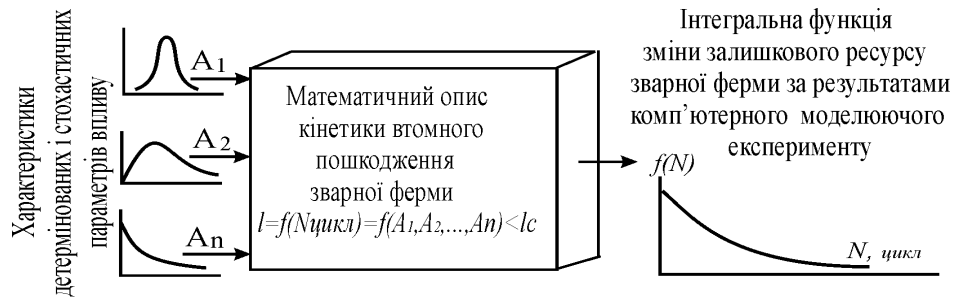 Характеристики
детермінованих і стохастичних
параметрів впливу
A1
A2
An
Математичний опис
кінетики втомного
пошкодження
зварної ферми
l=f(Nцикл)=f(A1,A2,...,An)<lc
Інтегральна функція
зміни залишкового ресурсу
зварної ферми за результатами
комп’ютерного моделюючого
експерименту
f(N)
N, цикл